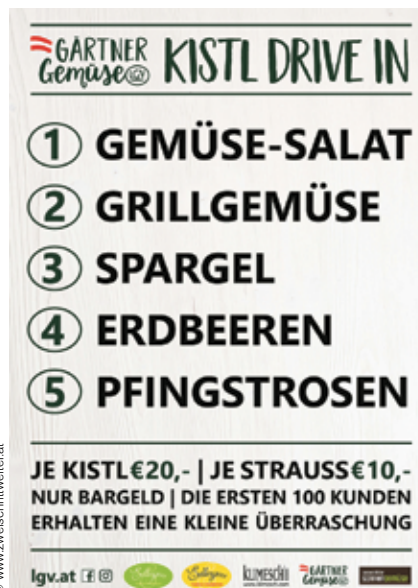 GÄRTNER
Gemüse
KISTL DRIVE IN
1 GEMÜSE-SALAT
2 GRILLGEMÜSE
3 SPARGEL
4 ERDBEEREN
5 PFINGSTROSEN
JE KISTL €20,- | JE STRAUSS €10,-
NUR BARGELD | DIE ERSTEN 100 KUNDEN
ERHALTEN EINE KLEINE ÜBERRASCHUNG
lgv.at
KLIMESCH
GÄRTNER
Gemüse